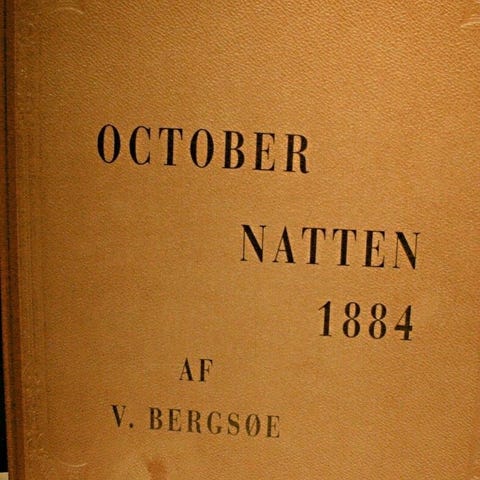 OCTOBER
NATTEN
1884
AF
V. BERGSØE